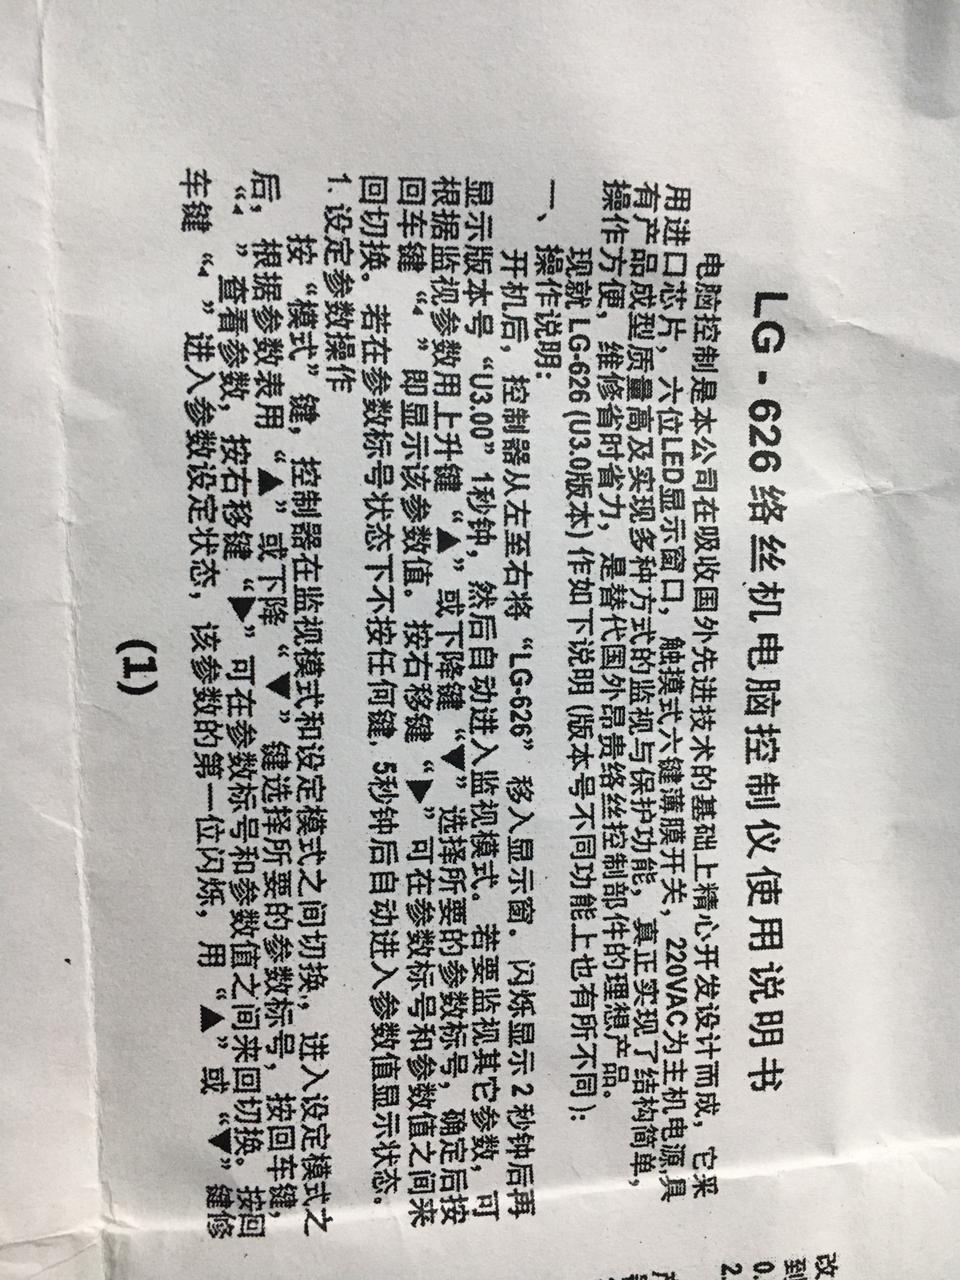 LG-626络丝机电脑控制仪使用说明书
电脑控制是本公司在吸收国外先进技术的基础上精心开发设计而成，它采
用进口芯片，六位LED显示窗口，触摸式六键薄膜开关，220VAC为主机电源,具
有产品成型质量高及实现多种方式的监视与保护功能，真正实现了结构简单，
操作方便，维修省时省力，是替代国外昂贵络丝控制部件的理想产品。
现就 LG-626 (U3.0版本) 作如下说明 (版本号不同功能上也有所不同)：
一、操作说明：
开机后，控制器从左至右将“LG-626”移入显示窗．闪烁显示 2 秒钟后再
显示版本号“U3.00”1秒钟，然后自动进入监视模式。若要监视其它参数，可
根据监视参数用上升键“▲”或下降键“▼”选择所要的参数标号，确定后按
回车键“↵”即显示该参数值。按右移键“▶”可在参数标号和参数值之间来
回切换。若在参数标号状态下不按任何键，5秒钟后自动进入参数值显示状态。
1. 设定参数操作
按“模式”键，控制器在监视模式和设定模式之间切换，进入设定模式之
后，根据参数表用“▲”或下降“▼”键选择所要的参数标号，按回车键，
“↵”查看参数，按右移键“▶”可在参数标号和参数值之间来回切换。按回
车键“↵”进入参数设定状态，该参数的第一位闪烁，用“▲”或“▼”键修
(1)
改
到
0.
2.